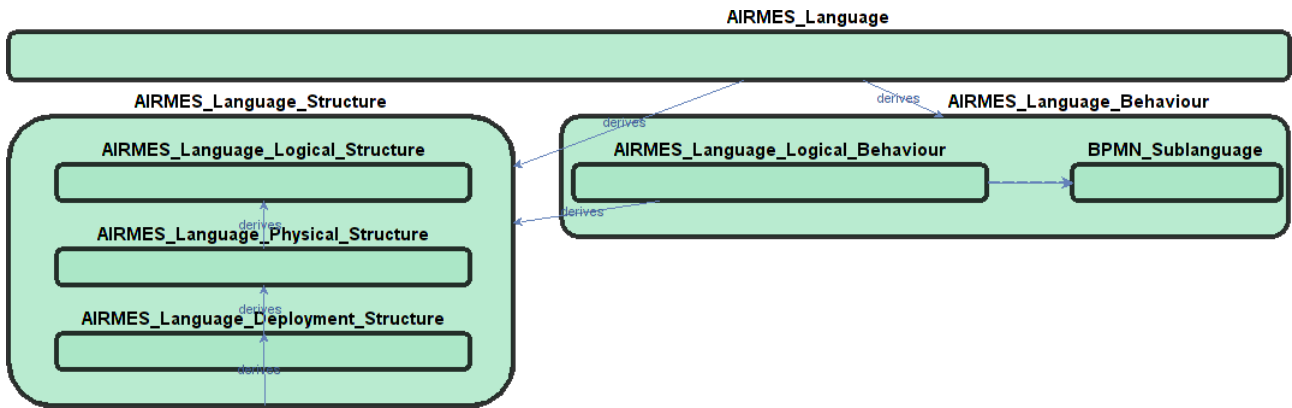 AIRMES_Language
AIRMES_Language_Structure
AIRMES_Language_Behaviour
derives
derives
AIRMES_Language_Logical_Structure
AIRMES_Language_Logical_Behaviour
BPMN_Sublanguage
derives
derives
AIRMES_Language_Physical_Structure
derives
AIRMES_Language_Deployment_Structure
derives